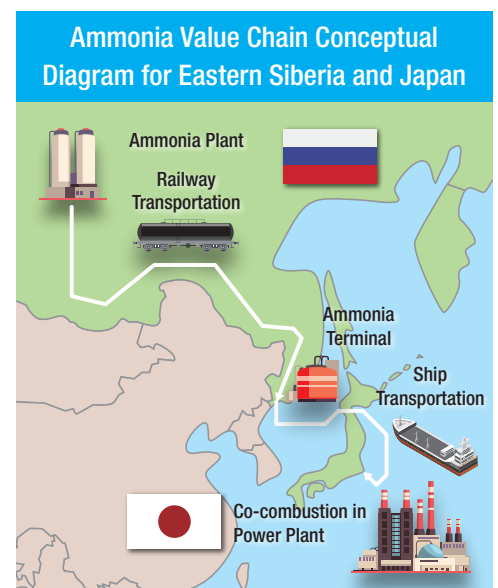 Ammonia Value Chain Conceptual
Diagram for Eastern Siberia and Japan
Ammonia Plant
Railway
Transportation
Ammonia
Terminal
Ship
Transportation
Co-combustion in
Power Plant